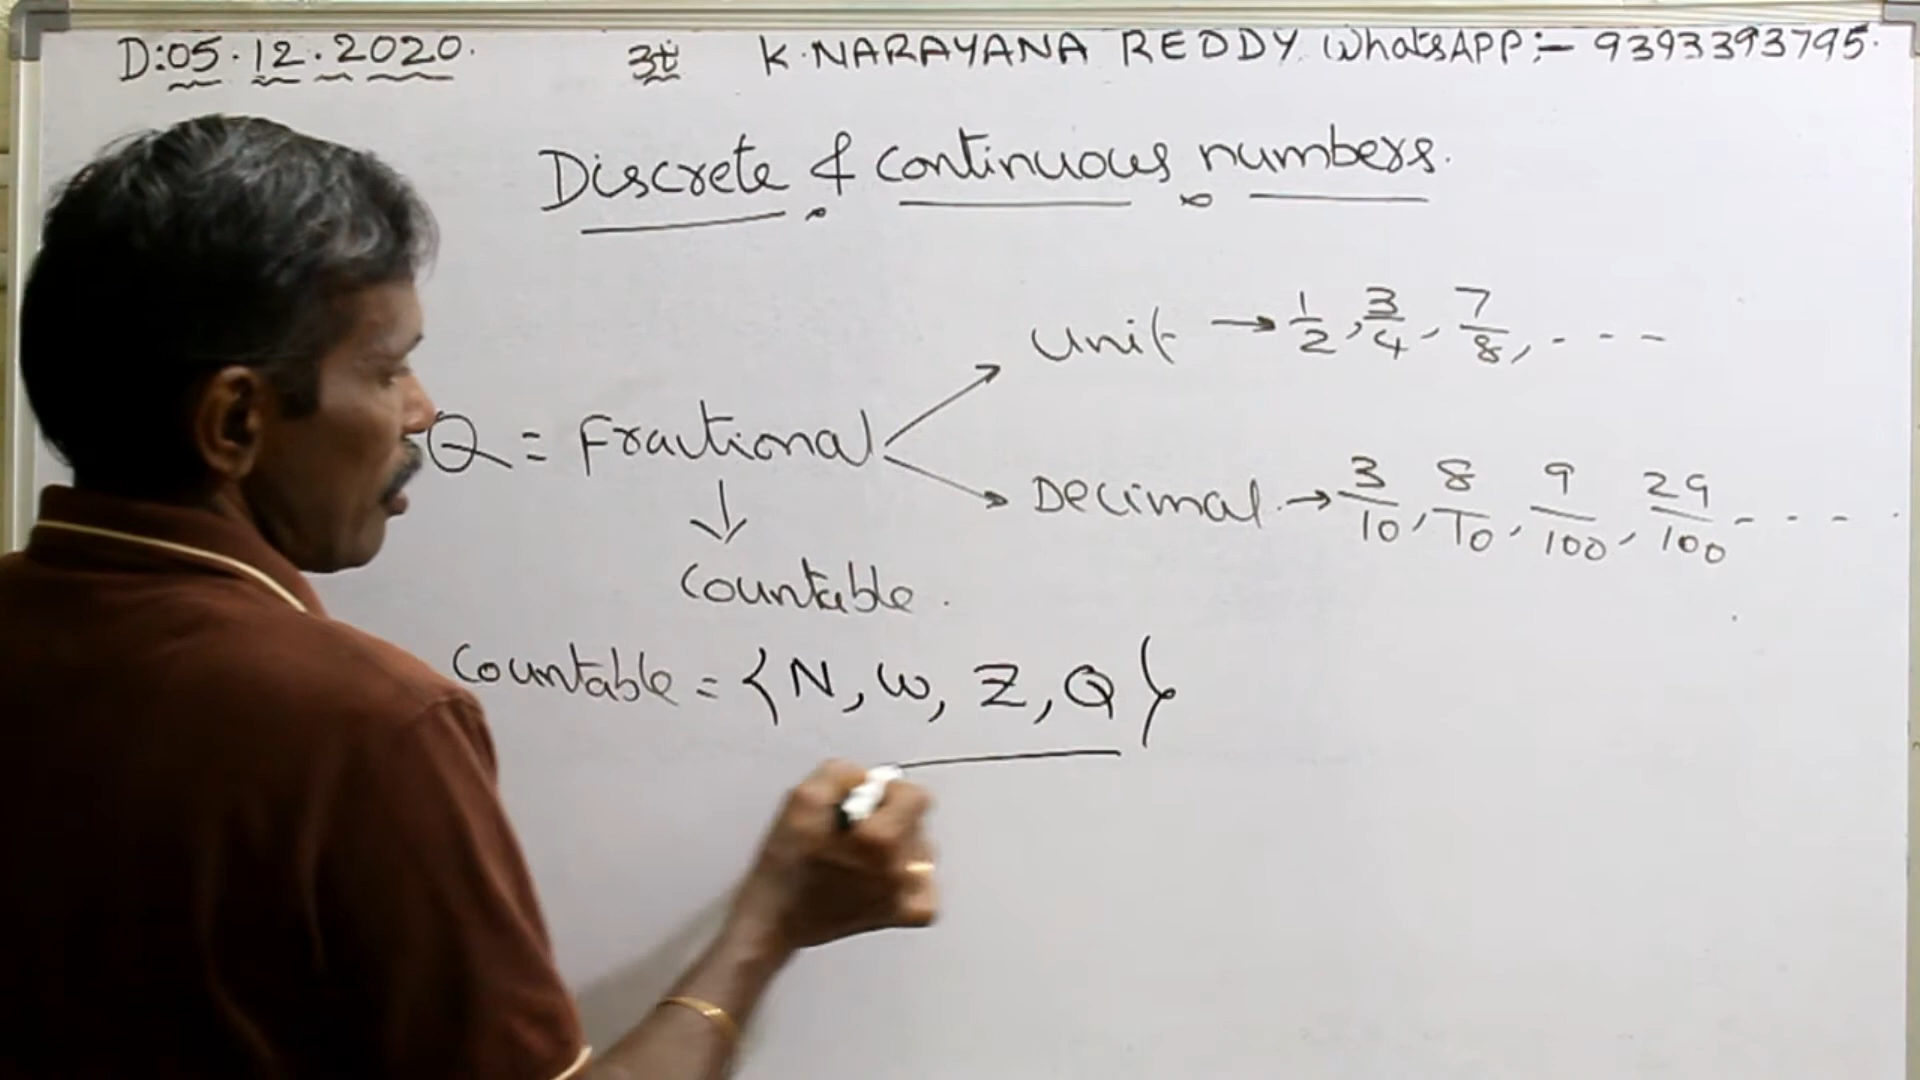 D:05.12.2020. K.NARAYANA REDDY. WhatsAPP:- 9393393795.
Discrete & continuous numbers.
unit → 1/2, 3/4, 7/8, ....
Q = Fractional
Decimal → 3/10, 8/10, 9/100, 29/100 ....
↓
Countable.
Countable = {N, W, Z, Q}